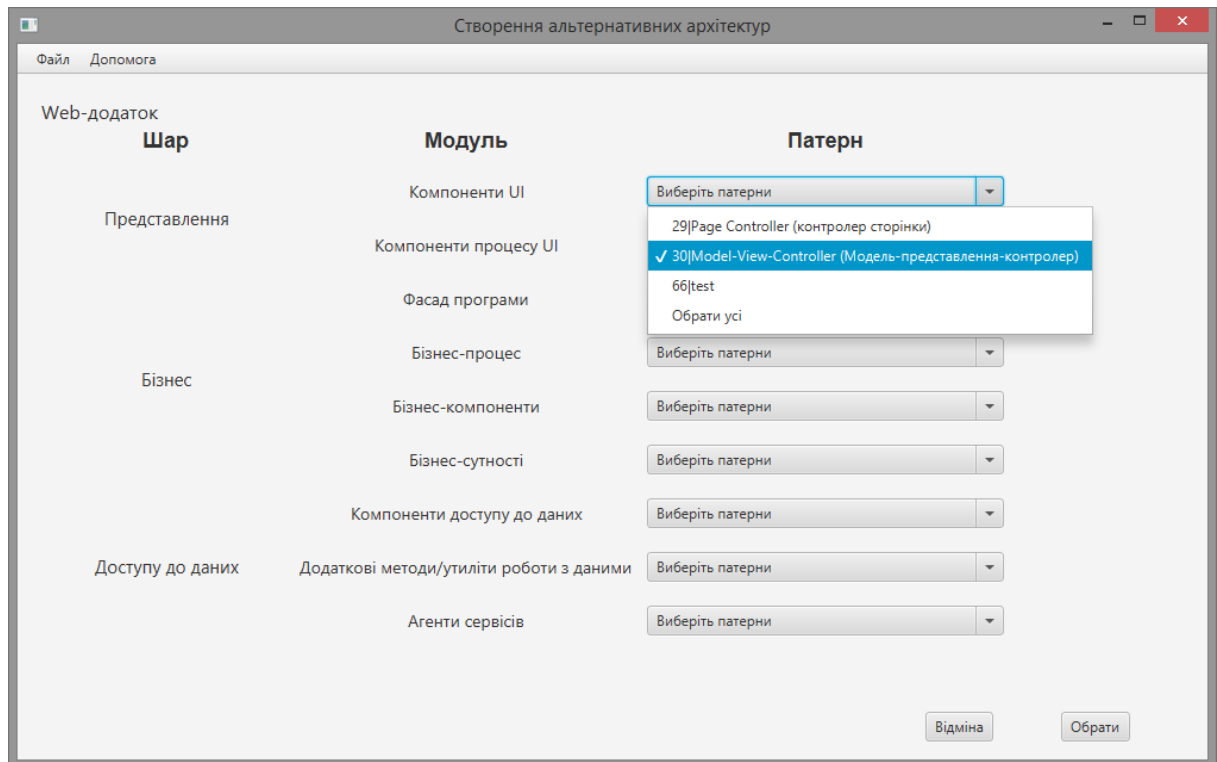 Створення альтернативних архітектур
Файл Допомога
Web-додаток
Шар Модуль Патерн
Компоненти UI Виберіть патерни
Представлення
29|Page Controller (контролер сторінки)
Компоненти процесу UI
✓ 30|Model-View-Controller (Модель-представлення-контролер)
66|test
Фасад програми
Обрати усі
Бізнес-процес Виберіть патерни
Бізнес
Бізнес-компоненти Виберіть патерни
Бізнес-сутності Виберіть патерни
Компоненти доступу до даних Виберіть патерни
Доступу до даних Додаткові методи/утиліти роботи з даними Виберіть патерни
Агенти сервісів Виберіть патерни
Відміна Обрати